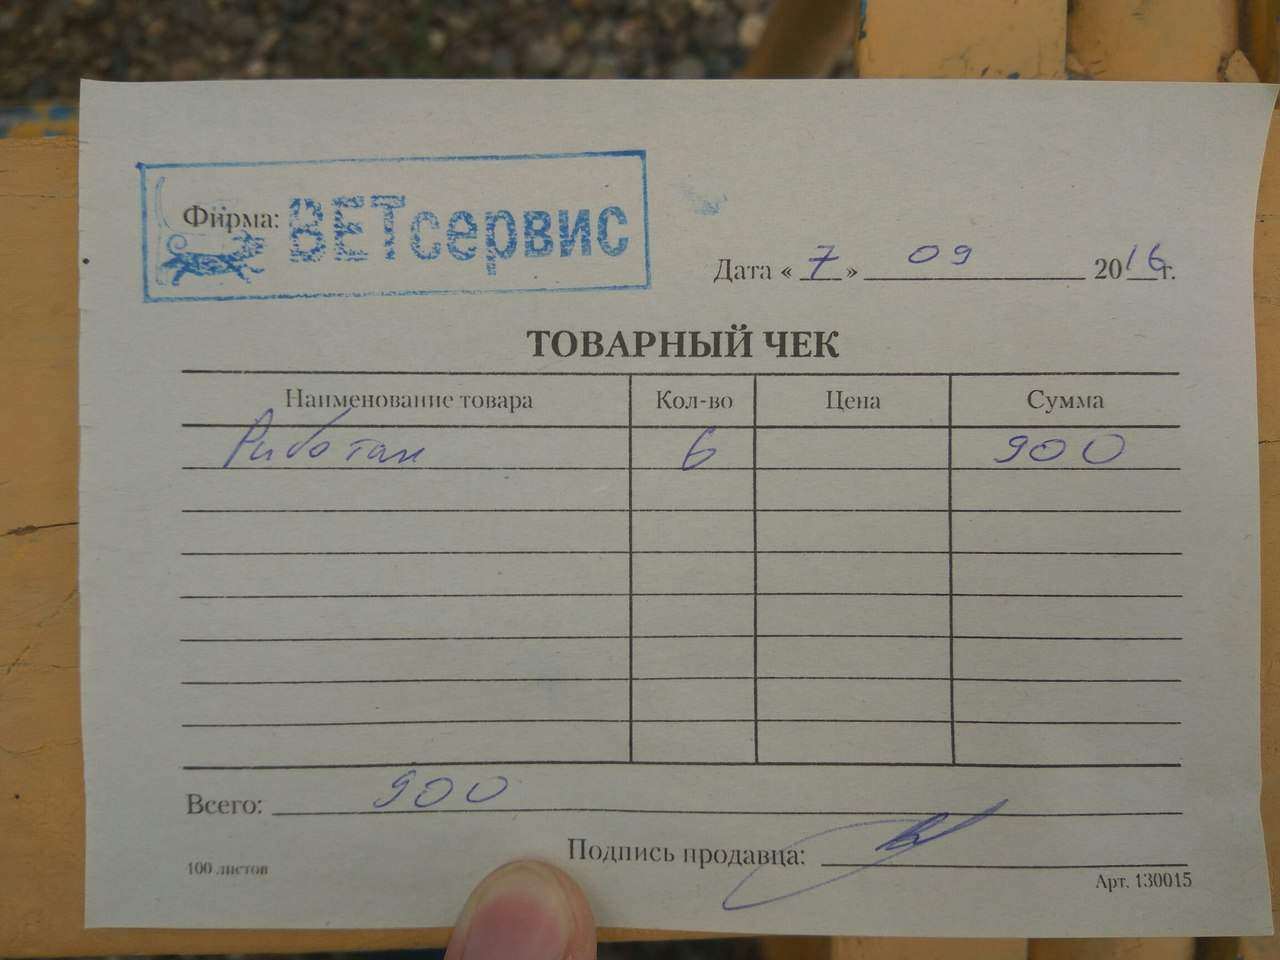 Фирма: ВЕТсервис
Дата « 7 » 09 2016 г.
ТОВАРНЫЙ ЧЕК
Наименование товара Кол-во Цена Сумма
Риботан 6 900
Всего: 900
Подпись продавца:
100 листов
Арт. 130015